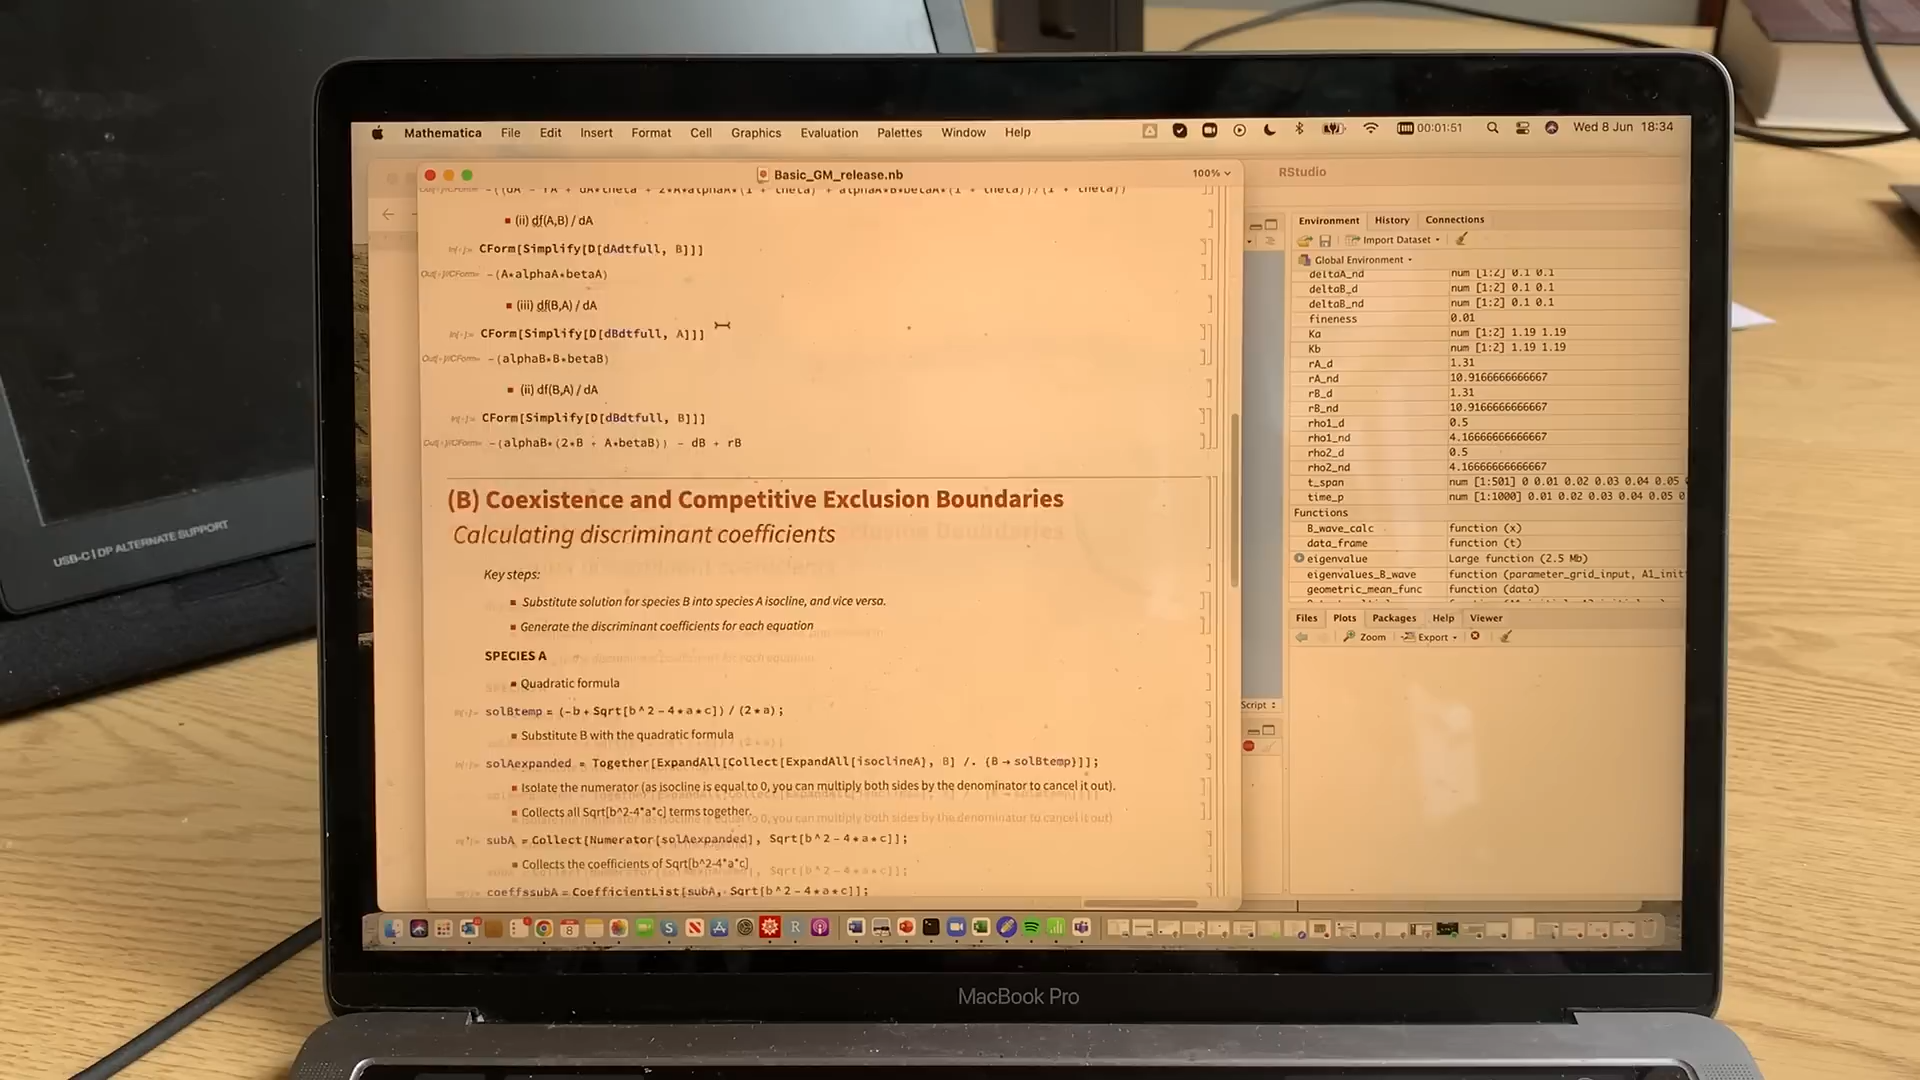 Mathematica File Edit Insert Format Cell Graphics Evaluation Palettes Window Help
00:01:51
Wed 8 Jun 18:34
Basic_GM_release.nb
100%
(ii) df(A,B) / dA
CForm[Simplify[D[dAdtfull, B]]]
-(A*alphaA*betaA)
(iii) df(B,A) / dA
CForm[Simplify[D[dBdtfull, A]]]
-(alphaB*B*betaB)
(ii) df(B,A) / dA
CForm[Simplify[D[dBdtfull, B]]]
-(alphaB*(2*B + A*betaB)) - dB + rB
(B) Coexistence and Competitive Exclusion Boundaries
Calculating discriminant coefficients
Key steps:
Substitute solution for species B into species A isocline, and vice versa.
Generate the discriminant coefficients for each equation
SPECIES A
Quadratic formula
solBtemp = (-b + Sqrt[b^2 - 4*a*c]) / (2*a);
Substitute B with the quadratic formula
solAexpanded = Together[ExpandAll[Collect[ExpandAll[isoclineA], B] /. {B → solBtemp}]];
Isolate the numerator (as isocline is equal to 0, you can multiply both sides by the denominator to cancel it out).
Collects all Sqrt[b^2-4*a*c] terms together.
subA = Collect[Numerator[solAexpanded], Sqrt[b^2 - 4*a*c]];
Collects the coefficients of Sqrt[b^2-4*a*c]
coeffssubA = CoefficientList[subA, Sqrt[b^2 - 4*a*c]];
RStudio
Environment History Connections
Import Dataset
Global Environment
deltaA_nd num [1:2] 0.1 0.1
deltaB_d num [1:2] 0.1 0.1
deltaB_nd num [1:2] 0.1 0.1
fineness 0.01
Ka num [1:2] 1.19 1.19
Kb num [1:2] 1.19 1.19
rA_d 1.31
rA_nd 10.9166666666667
rB_d 1.31
rB_nd 10.9166666666667
rho1_d 0.5
rho1_nd 4.16666666666667
rho2_d 0.5
rho2_nd 4.16666666666667
t_span num [1:501] 0 0.01 0.02 0.03 0.04 0.05
time_p num [1:1000] 0.01 0.02 0.03 0.04 0.05
Functions
B_wave_calc function (x)
data_frame function (t)
eigenvalue Large function (2.5 Mb)
eigenvalues_B_wave function (parameter_grid_input, A1_init
geometric_mean_func function (data)
Files Plots Packages Help Viewer
Zoom Export
Script
USB-C | DP ALTERNATE SUPPORT
MacBook Pro